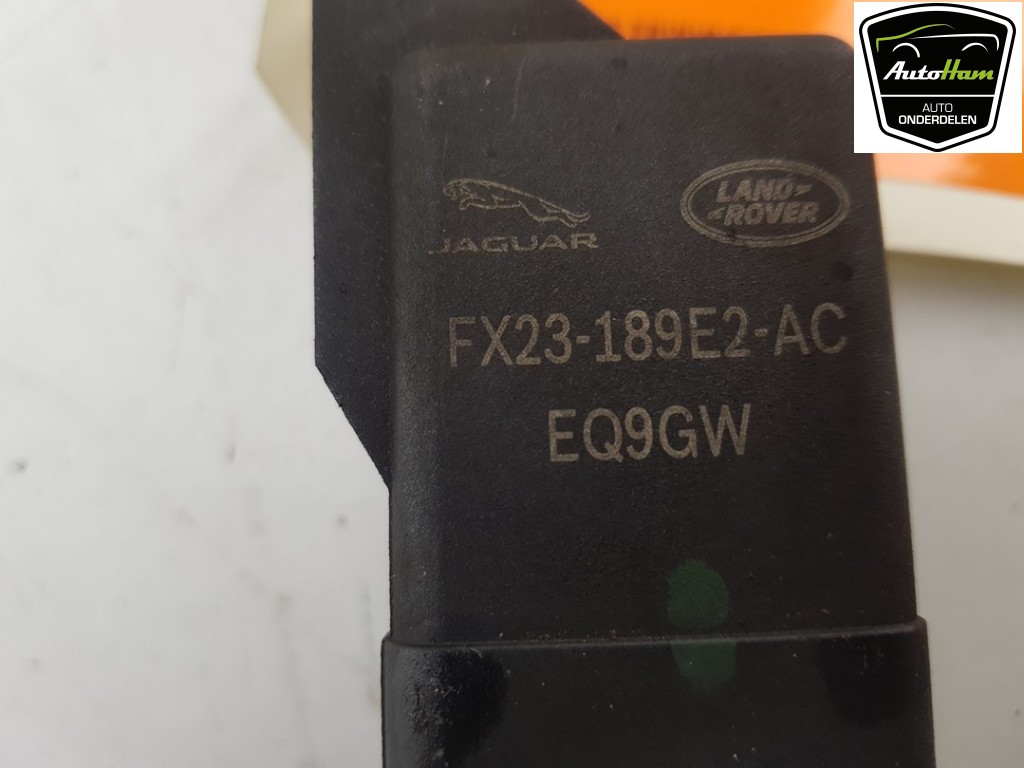 AutoHam
AUTO
ONDERDELEN
JAGUAR
LAND
ROVER
FX23-189E2-AC
EQ9GW